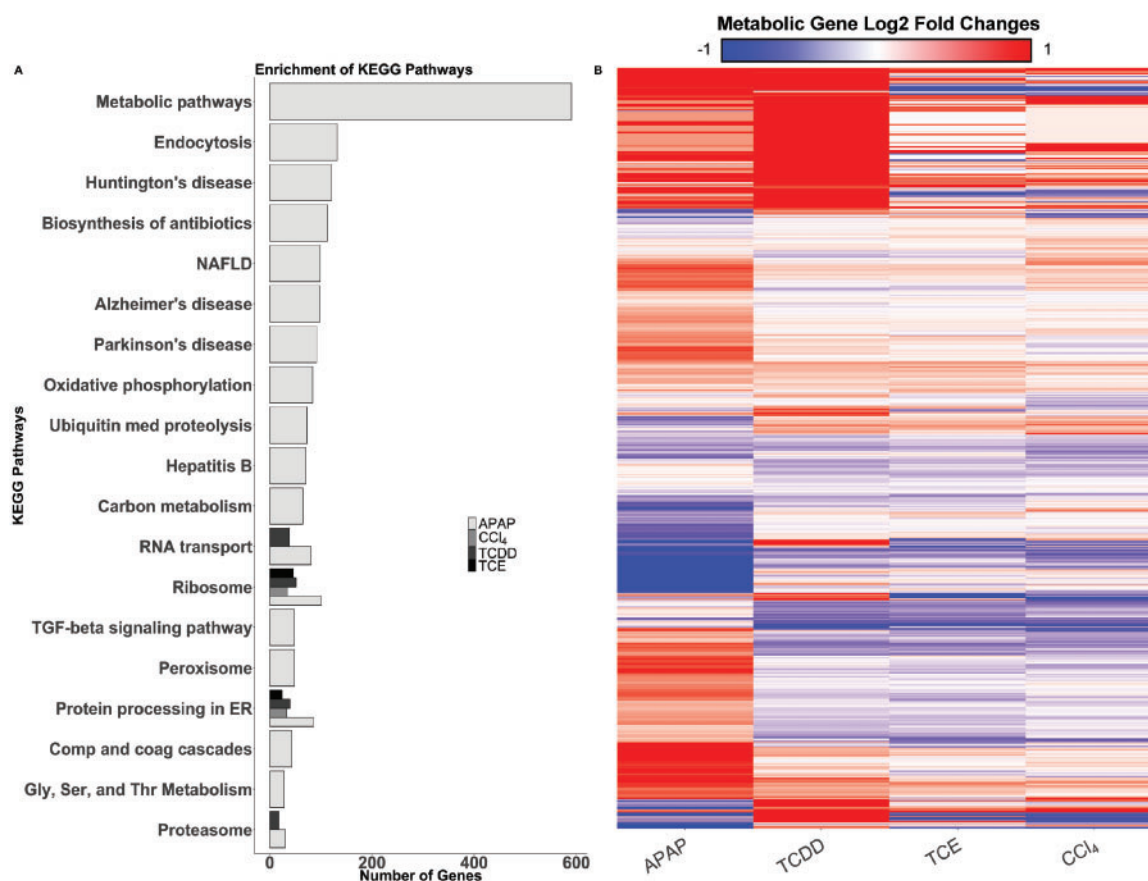 Metabolic Gene Log2 Fold Changes
-1
1
A
Enrichment of KEGG Pathways
B
KEGG Pathways
Metabolic pathways
Endocytosis
Huntington's disease
Biosynthesis of antibiotics
NAFLD
Alzheimer's disease
Parkinson's disease
Oxidative phosphorylation
Ubiquitin med proteolysis
Hepatitis B
Carbon metabolism
RNA transport
Ribosome
TGF-beta signaling pathway
Peroxisome
Protein processing in ER
Comp and coag cascades
Gly, Ser, and Thr Metabolism
Proteasome
APAP
CCl₄
TCDD
TCE
0 200 400 600
Number of Genes
APAP TCDD TCE CCl₄